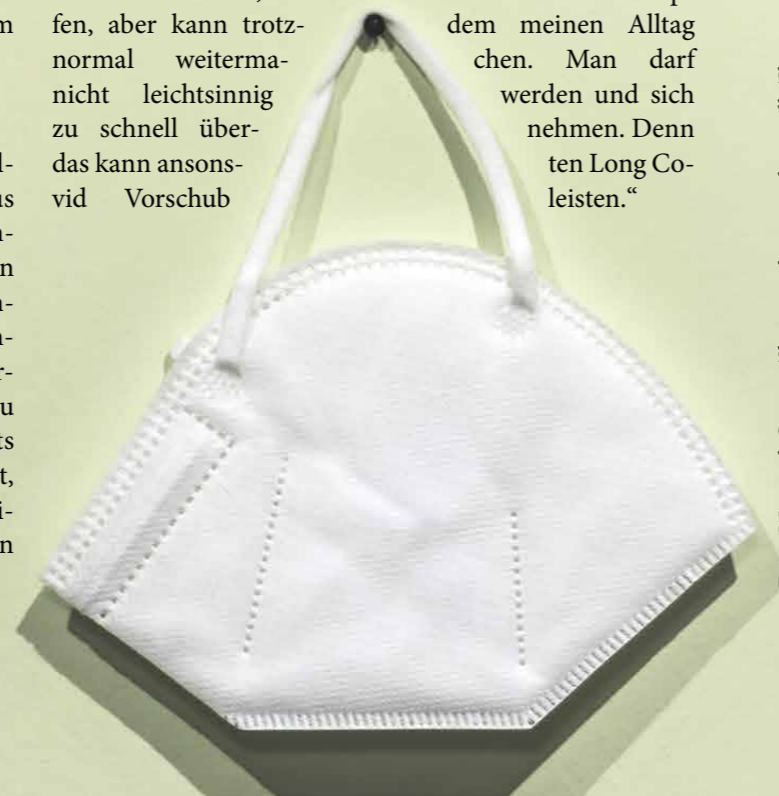 fen, aber kann trotz- dem meinen Alltag
normal weiterma- chen. Man darf
nicht leichtsinnig werden und sich
zu schnell über- nehmen. Denn
das kann ansons- ten Long Co-
vid Vorschub leisten.“